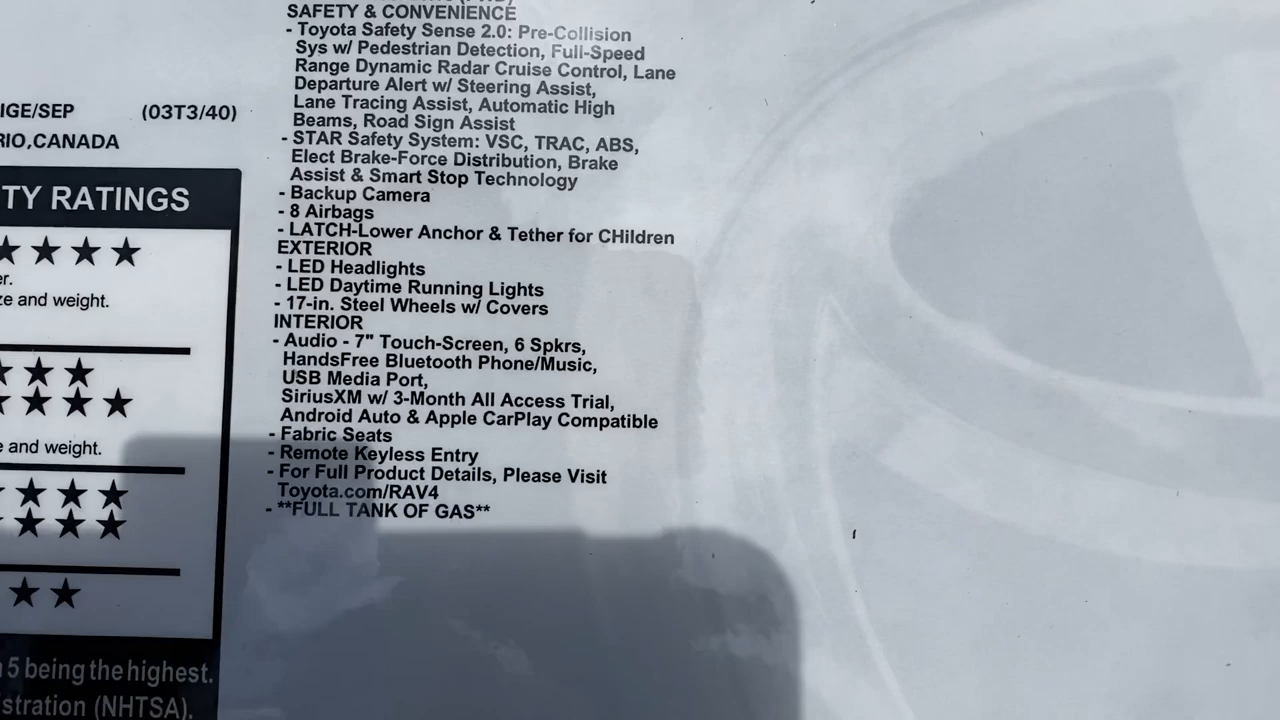 IGE/SEP (03T3/40)
RIO,CANADA
TY RATINGS
er.
ze and weight.
e and weight.
5 being the highest.
stration (NHTSA).
SAFETY & CONVENIENCE
- Toyota Safety Sense 2.0: Pre-Collision
Sys w/ Pedestrian Detection, Full-Speed
Range Dynamic Radar Cruise Control, Lane
Departure Alert w/ Steering Assist,
Lane Tracing Assist, Automatic High
Beams, Road Sign Assist
- STAR Safety System: VSC, TRAC, ABS,
Elect Brake-Force Distribution, Brake
Assist & Smart Stop Technology
- Backup Camera
- 8 Airbags
- LATCH-Lower Anchor & Tether for CHildren
EXTERIOR
- LED Headlights
- LED Daytime Running Lights
- 17-in. Steel Wheels w/ Covers
INTERIOR
- Audio - 7" Touch-Screen, 6 Spkrs,
HandsFree Bluetooth Phone/Music,
USB Media Port,
SiriusXM w/ 3-Month All Access Trial,
Android Auto & Apple CarPlay Compatible
- Fabric Seats
- Remote Keyless Entry
- For Full Product Details, Please Visit
Toyota.com/RAV4
- **FULL TANK OF GAS**